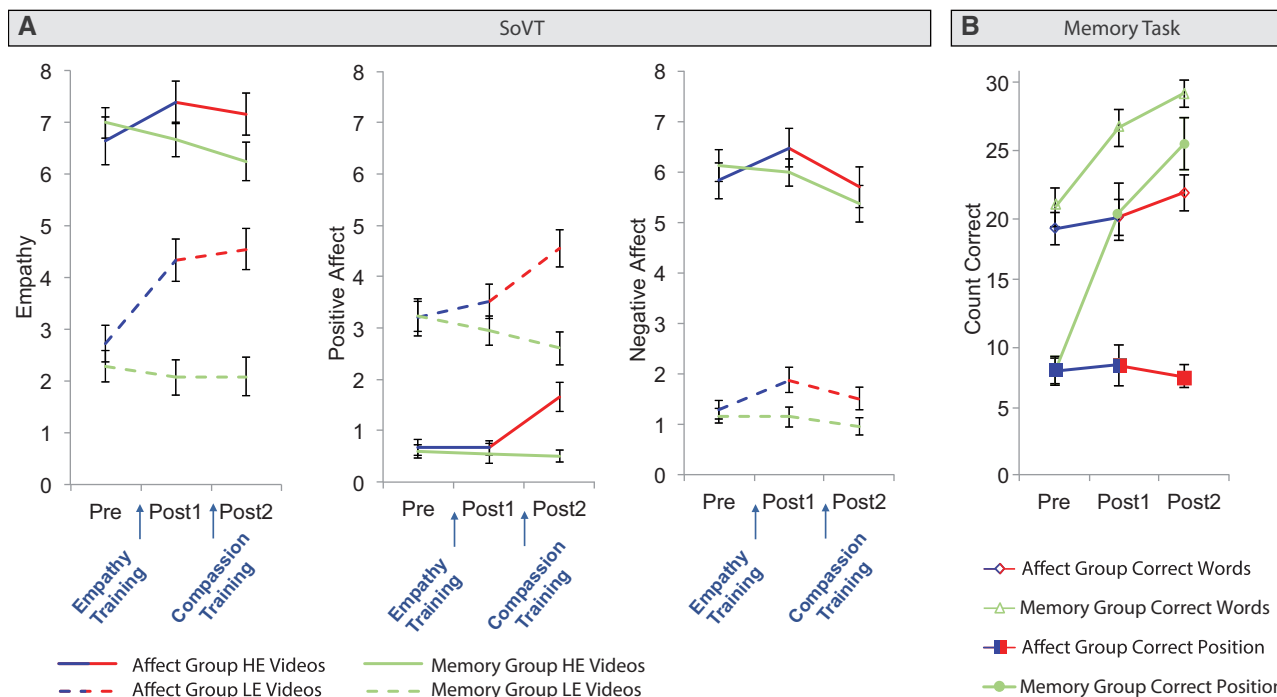 A
SoVT
B
Memory Task
8
7
6
5
4
3
2
1
0
Empathy
Pre
Post1
Post2
Empathy
Training
Compassion
Training
8
7
6
5
4
3
2
1
0
Positive Affect
Pre
Post1
Post2
Empathy
Training
Compassion
Training
8
7
6
5
4
3
2
1
0
Negative Affect
Pre
Post1
Post2
Empathy
Training
Compassion
Training
30
25
20
15
10
5
0
Count Correct
Pre
Post1
Post2
Affect Group HE Videos
Affect Group LE Videos
Memory Group HE Videos
Memory Group LE Videos
Affect Group Correct Words
Memory Group Correct Words
Affect Group Correct Position
Memory Group Correct Position